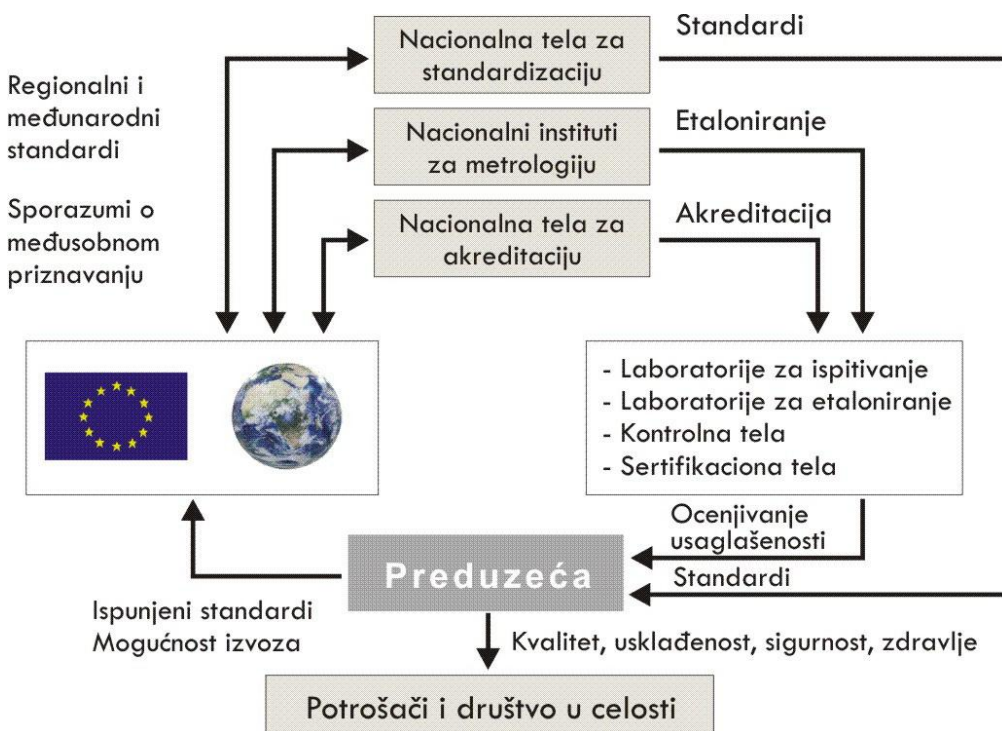 Nacionalna tela za
standardizaciju
Standardi
Regionalni i
međunarodni
standardi
Nacionalni instituti
za metrologiju
Etaloniranje
Sporazumi o
međusobnom
priznavanju
Nacionalna tela za
akreditaciju
Akreditacija
- Laboratorije za ispitivanje
- Laboratorije za etaloniranje
- Kontrolna tela
- Sertifikaciona tela
Ocenjivanje
usaglašenosti
Preduzeća
Standardi
Ispunjeni standardi
Mogućnost izvoza
Kvalitet, usklađenost, sigurnost, zdravlje
Potrošači i društvo u celosti